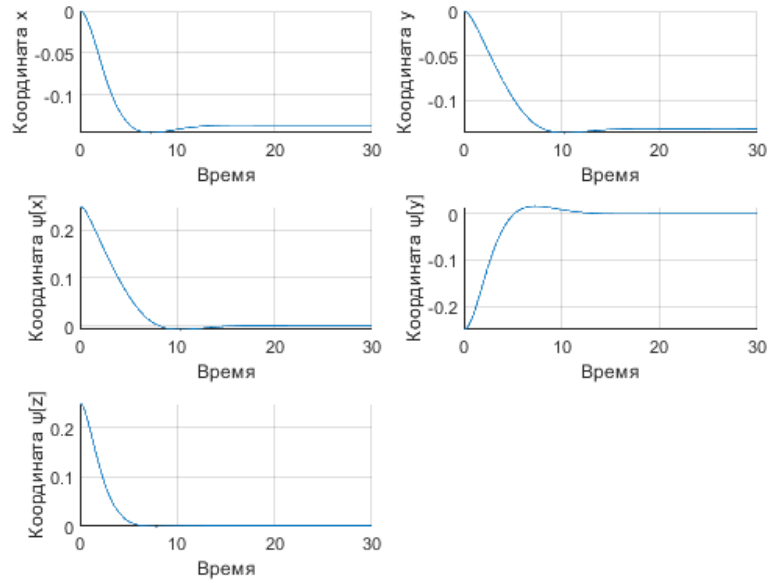 Координата x
0
-0.05
-0.1
0 10 20 30
Время
Координата y
0
-0.05
-0.1
0 10 20 30
Время
Координата ψ[x]
0.2
0.1
0
0 10 20 30
Время
Координата ψ[y]
0
-0.1
-0.2
0 10 20 30
Время
Координата ψ[z]
0.2
0.1
0
0 10 20 30
Время